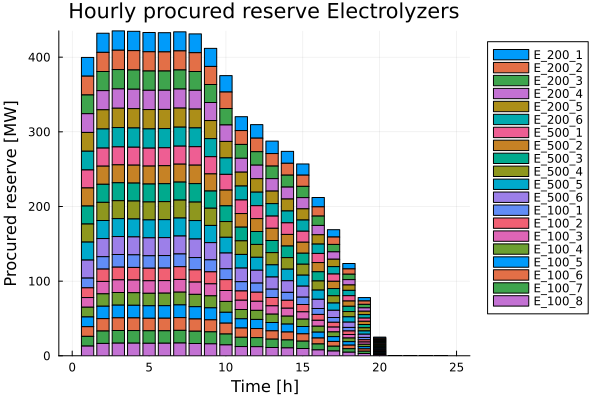 Hourly procured reserve Electrolyzers
Procured reserve [MW]
400
300
200
100
0
0 5 10 15 20 25
Time [h]
E_200_1
E_200_2
E_200_3
E_200_4
E_200_5
E_200_6
E_500_1
E_500_2
E_500_3
E_500_4
E_500_5
E_500_6
E_100_1
E_100_2
E_100_3
E_100_4
E_100_5
E_100_6
E_100_7
E_100_8